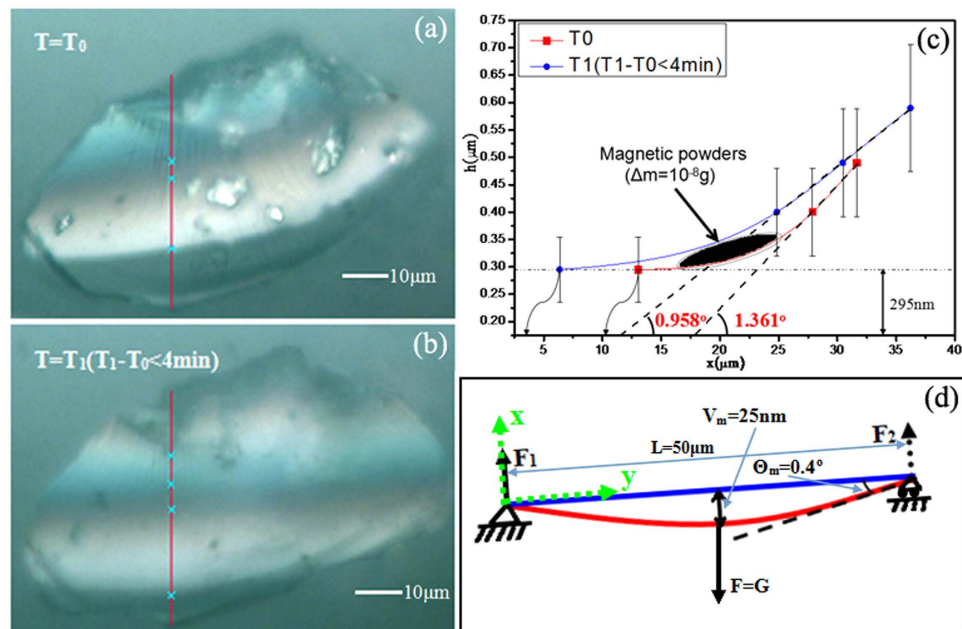 T=T₀
(a)
10μm
T=T₁(T₁-T₀<4min)
(b)
10μm
(c)
T0
T1(T1-T0<4min)
h(μm)
0.75
0.70
0.65
0.60
0.55
0.50
0.45
0.40
0.35
0.30
0.25
0.20
Magnetic powders
(Δm=10⁻⁸g)
295nm
0.958°
1.361°
5
10
15
20
25
30
35
40
x(μm)
(d)
x
Vₘ=25nm
F₂
F₁
L=50μm
Θₘ=0.4°
y
F=G